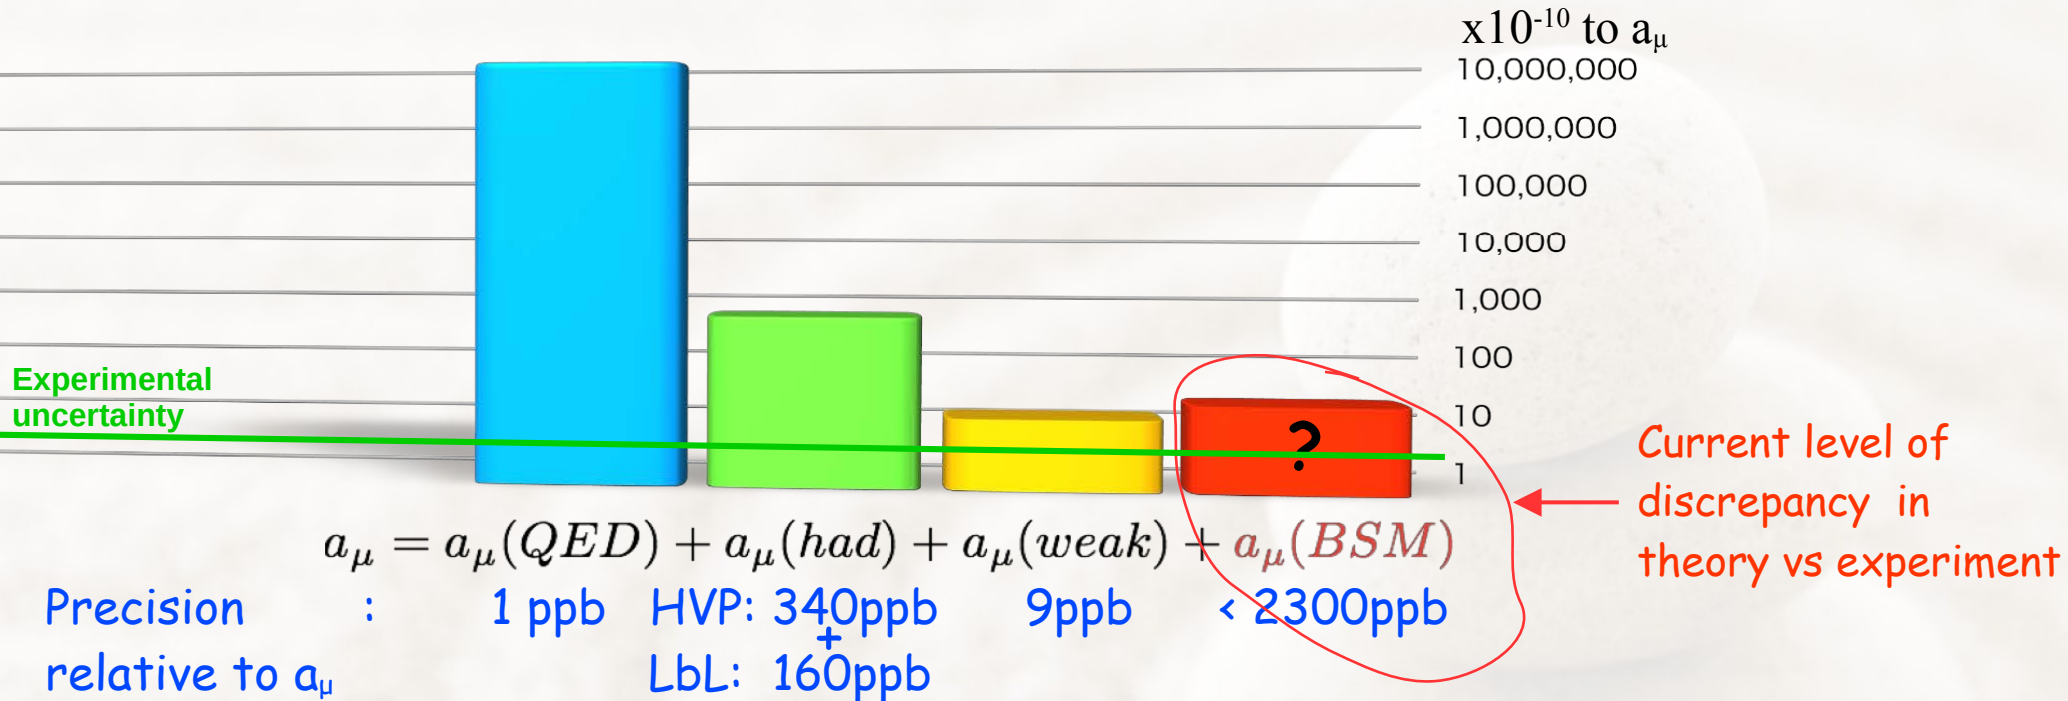 x10⁻¹⁰ to aμ
10,000,000
1,000,000
100,000
10,000
1,000
100
10
1
Experimental
uncertainty
?
Current level of
discrepancy in
theory vs experiment
aμ = aμ(QED) + aμ(had) + aμ(weak) + aμ(BSM)
Precision : 1 ppb HVP: 340ppb 9ppb < 2300ppb
+
relative to aμ LbL: 160ppb